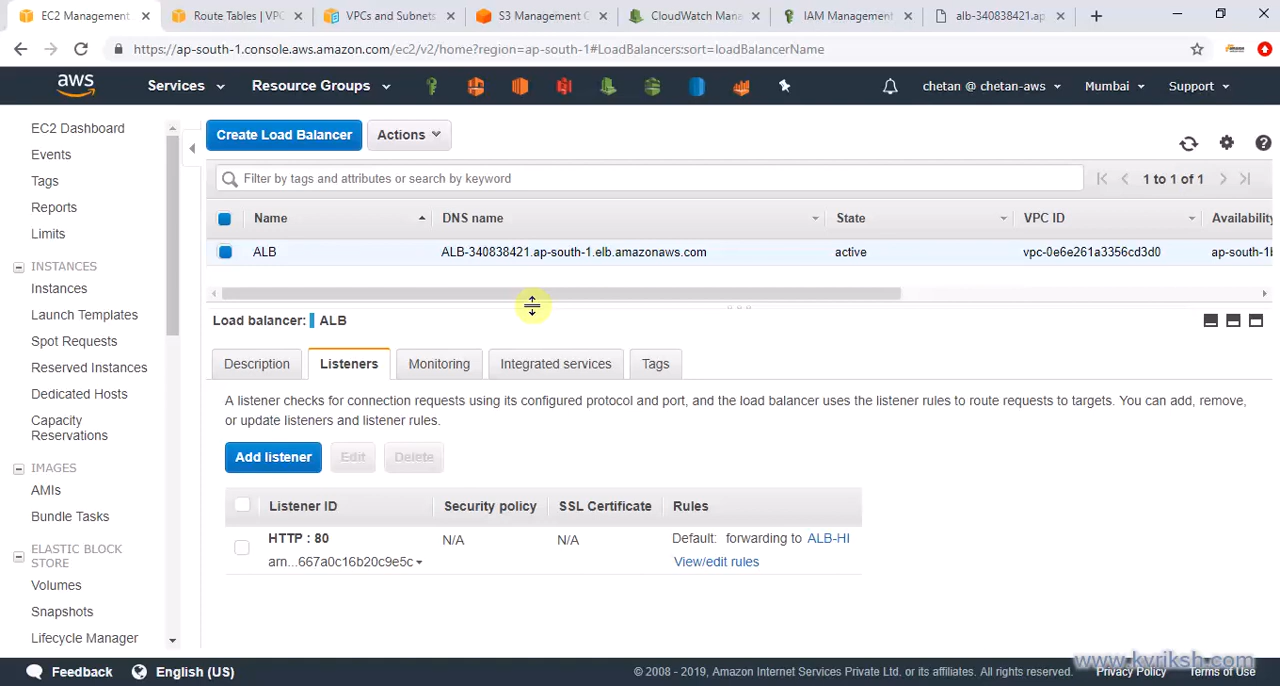 EC2 Management
Route Tables | VPC
VPCs and Subnets
S3 Management C
CloudWatch Man
IAM Management
alb-340838421.ap
https://ap-south-1.console.aws.amazon.com/ec2/v2/home?region=ap-south-1#LoadBalancers:sort=loadBalancerName
aws
Services
Resource Groups
chetan @ chetan-aws
Mumbai
Support
EC2 Dashboard
Events
Tags
Reports
Limits
INSTANCES
Instances
Launch Templates
Spot Requests
Reserved Instances
Dedicated Hosts
Capacity
Reservations
IMAGES
AMIs
Bundle Tasks
ELASTIC BLOCK
STORE
Volumes
Snapshots
Lifecycle Manager
Create Load Balancer
Actions
Filter by tags and attributes or search by keyword
1 to 1 of 1
Name DNS name State VPC ID Availability
ALB ALB-340838421.ap-south-1.elb.amazonaws.com active vpc-0e6e261a3356cd3d0 ap-south-1b
Load balancer: ALB
Description Listeners Monitoring Integrated services Tags
A listener checks for connection requests using its configured protocol and port, and the load balancer uses the listener rules to route requests to targets. You can add, remove,
or update listeners and listener rules.
Add listener Edit Delete
Listener ID Security policy SSL Certificate Rules
HTTP : 80 N/A N/A Default: forwarding to ALB-HI
arn...667a0c16b20c9e5c View/edit rules
Feedback English (US)
© 2008 - 2019, Amazon Internet Services Private Ltd. or its affiliates. All rights reserved. Privacy Policy Terms of Use
www.kvriksh.com